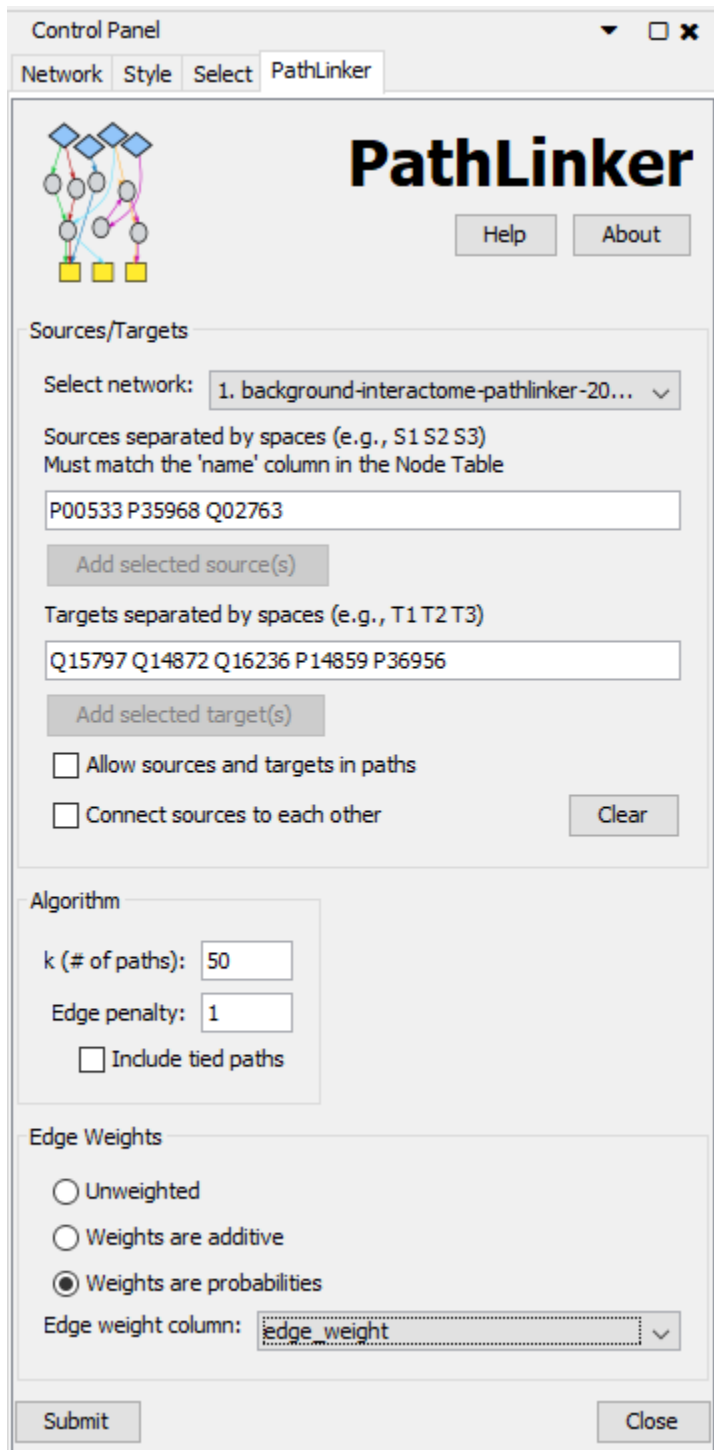 Control Panel
Network Style Select PathLinker
PathLinker
Help About
Sources/Targets
Select network: 1. background-interactome-pathlinker-20...
Sources separated by spaces (e.g., S1 S2 S3)
Must match the 'name' column in the Node Table
P00533 P35968 Q02763
Add selected source(s)
Targets separated by spaces (e.g., T1 T2 T3)
Q15797 Q14872 Q16236 P14859 P36956
Add selected target(s)
Allow sources and targets in paths
Connect sources to each other Clear
Algorithm
k (# of paths): 50
Edge penalty: 1
Include tied paths
Edge Weights
Unweighted
Weights are additive
Weights are probabilities
Edge weight column: edge_weight
Submit Close